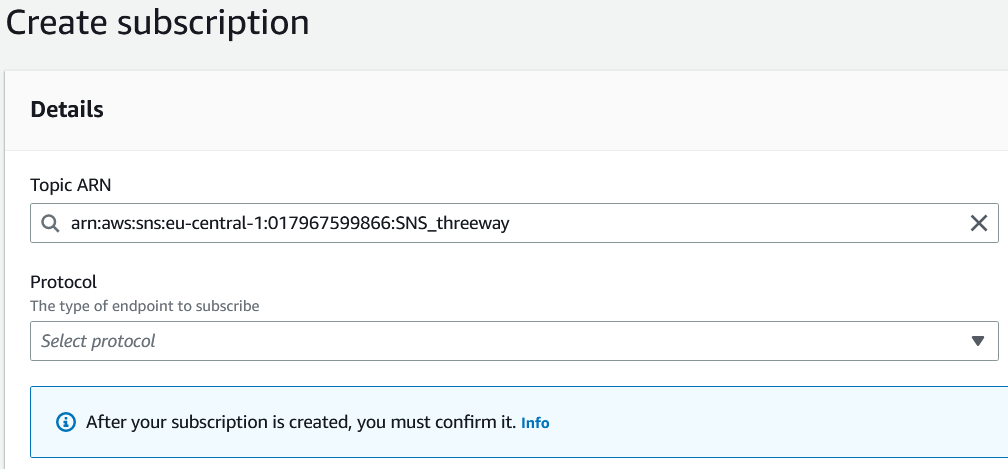 Create subscription
Details
Topic ARN
arn:aws:sns:eu-central-1:017967599866:SNS_threeway
Protocol
The type of endpoint to subscribe
Select protocol
After your subscription is created, you must confirm it. Info